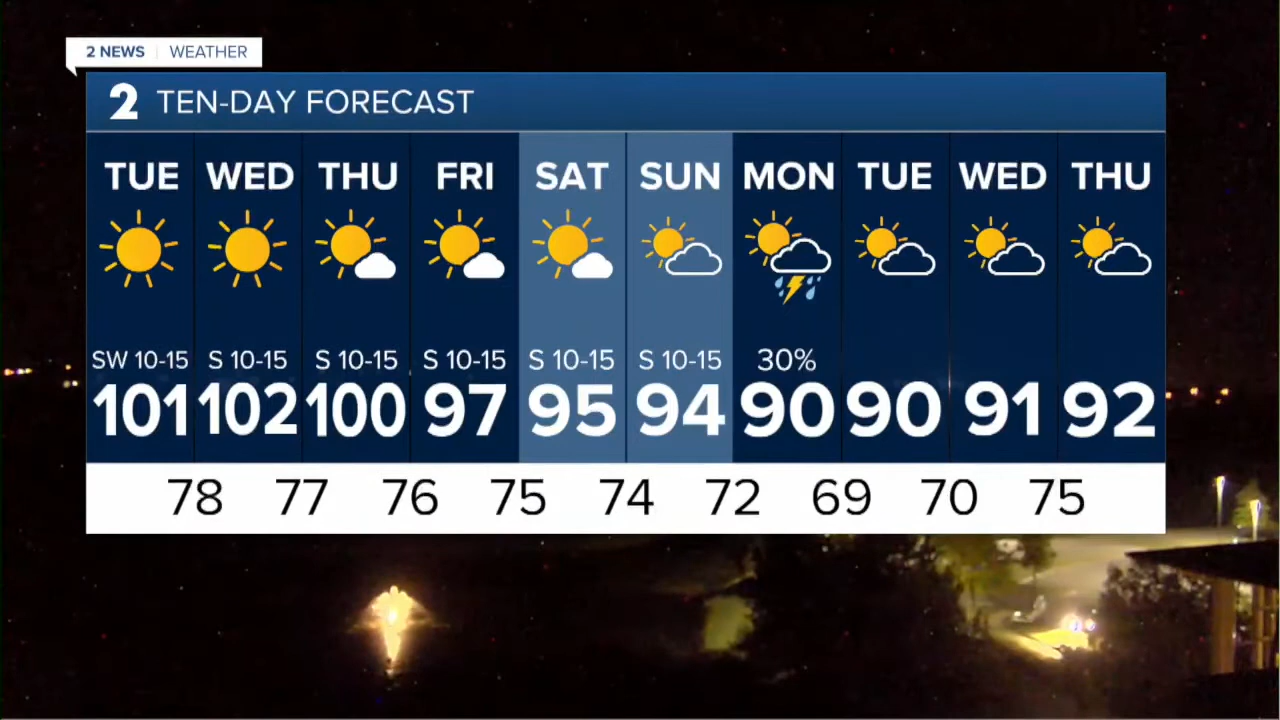 2 NEWS | WEATHER
2 TEN-DAY FORECAST
TUE WED THU FRI SAT SUN MON TUE WED THU
SW 10-15 S 10-15 S 10-15 S 10-15 S 10-15 S 10-15 30%
101 102 100 97 95 94 90 90 91 92
78 77 76 75 74 72 69 70 75